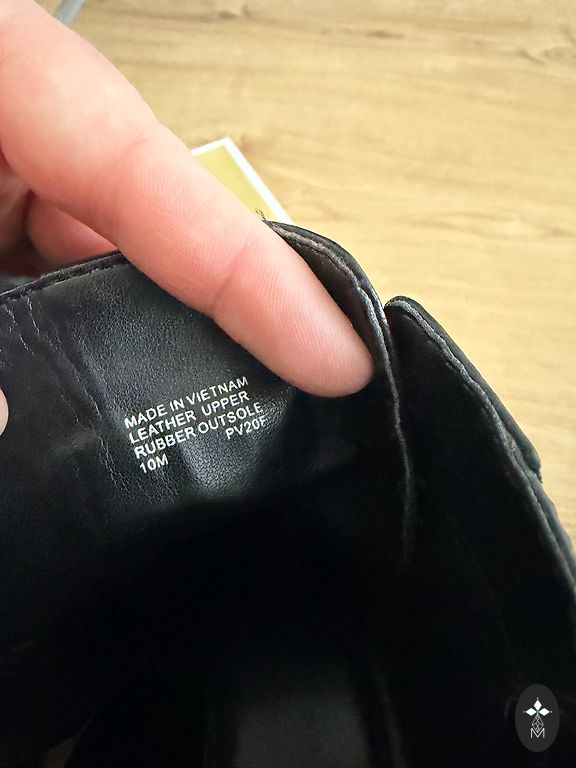 MADE IN VIETNAM
LEATHER UPPER
RUBBER OUTSOLE
10M PV20F
M